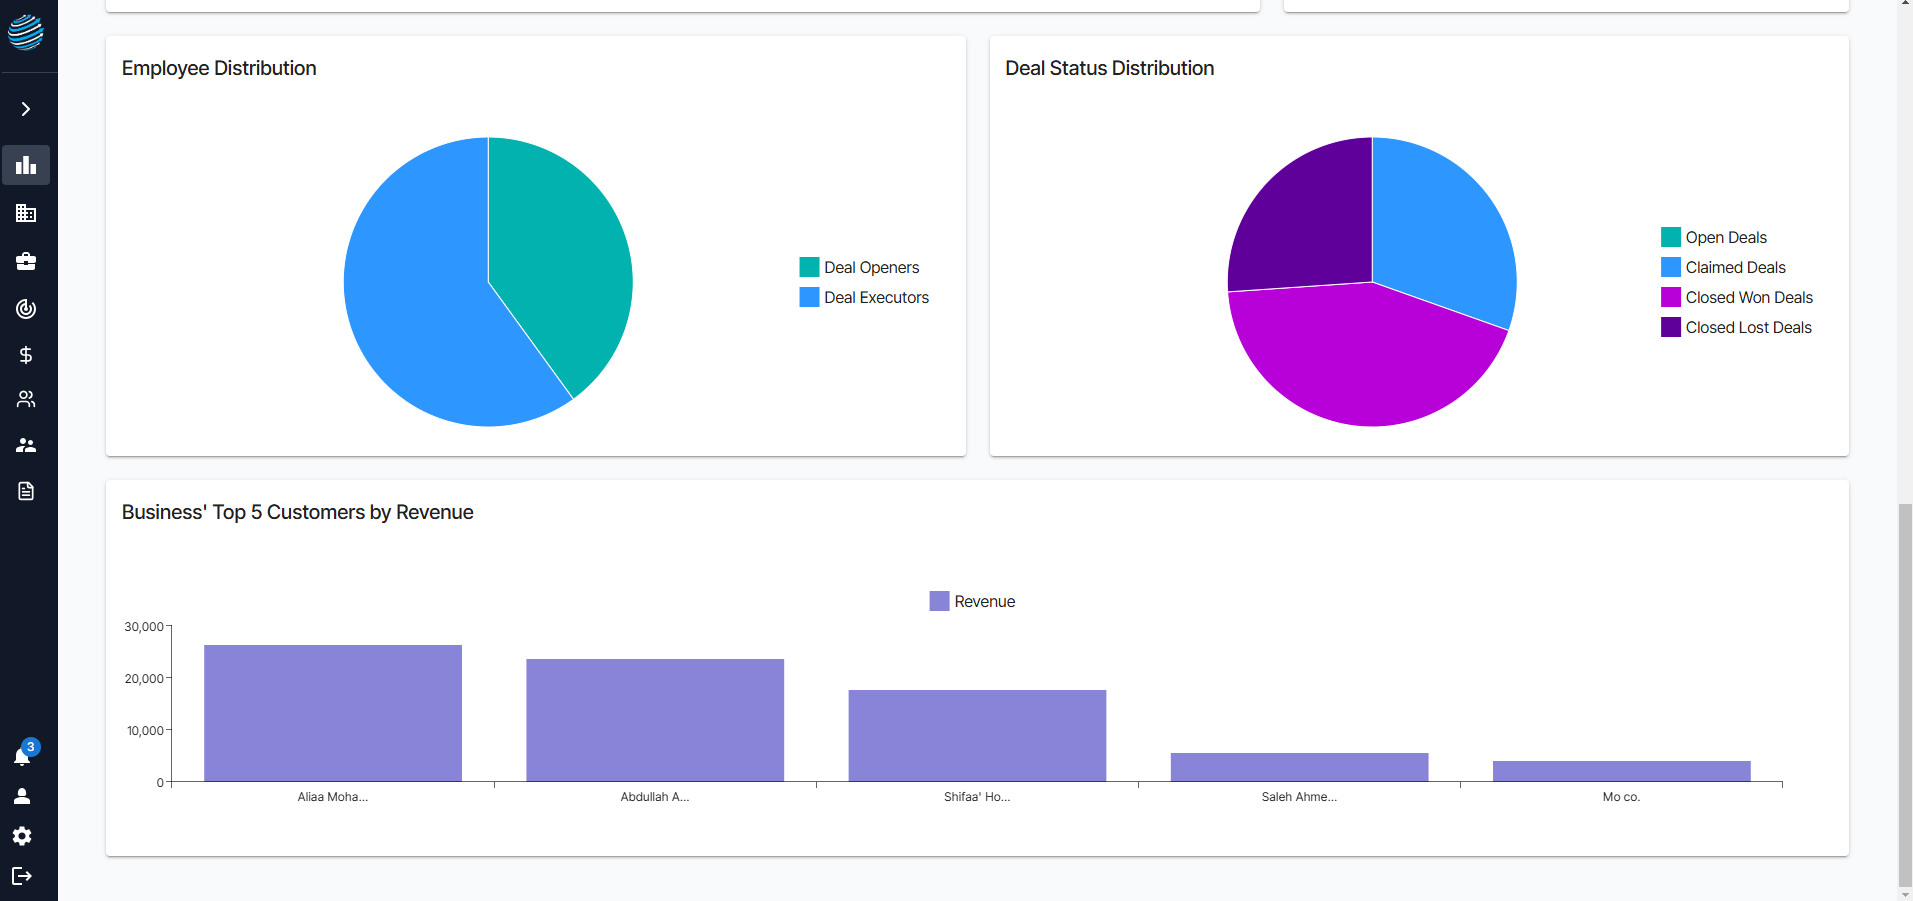 Employee Distribution
Deal Openers
Deal Executors
Deal Status Distribution
Open Deals
Claimed Deals
Closed Won Deals
Closed Lost Deals
Business' Top 5 Customers by Revenue
Revenue
30,000
20,000
10,000
0
Aliaa Moha...
Abdullah A...
Shifaa' Ho...
Saleh Ahme...
Mo co.
3